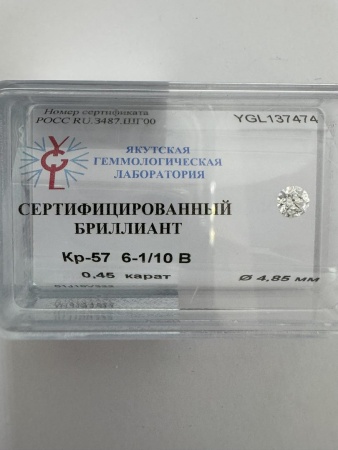 Номер сертификата
РОСС RU.3487.ШГ00
YGL137474
YGL
ЯКУТСКАЯ
ГЕММОЛОГИЧЕСКАЯ
ЛАБОРАТОРИЯ
СЕРТИФИЦИРОВАННЫЙ
БРИЛЛИАНТ
Кр-57 6-1/10 В
0,45 карат
Ø 4,85 мм